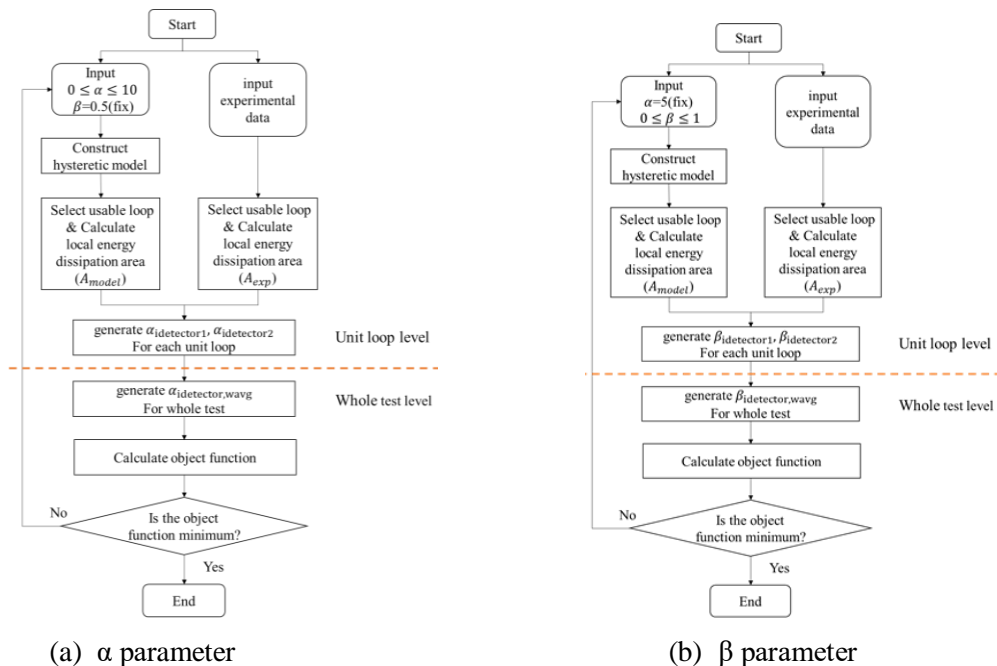 Start
Input
0 ≤ α ≤ 10
β=0.5(fix)
input
experimental
data
Construct
hysteretic model
Select usable loop
& Calculate
local energy
dissipation area
(A_model)
Select usable loop
& Calculate
local energy
dissipation area
(A_exp)
generate α_idetector1, α_idetector2
For each unit loop
Unit loop level
generate α_idetector,wavg
For whole test
Whole test level
Calculate object function
Is the object
function minimum?
No
Yes
End
(a) α parameter
Start
Input
α=5(fix)
0 ≤ β ≤ 1
input
experimental
data
Construct
hysteretic model
Select usable loop
& Calculate
local energy
dissipation area
(A_model)
Select usable loop
& Calculate
local energy
dissipation area
(A_exp)
generate β_idetector1, β_idetector2
For each unit loop
Unit loop level
generate β_idetector,wavg
For whole test
Whole test level
Calculate object function
Is the object
function minimum?
No
Yes
End
(b) β parameter